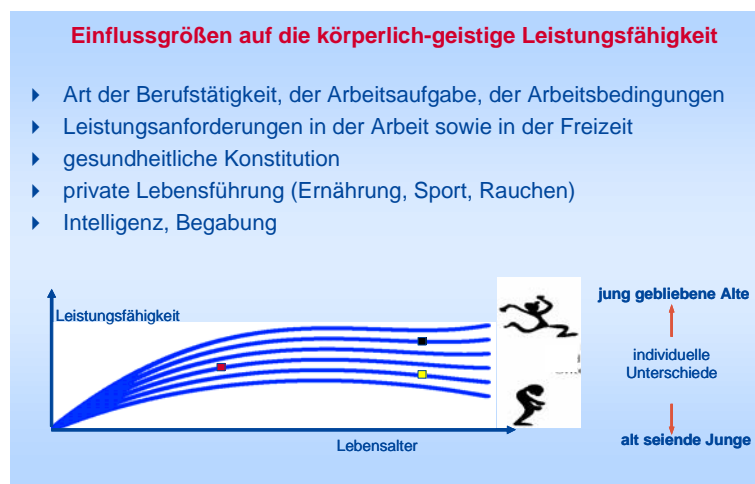 Einflussgrößen auf die körperlich-geistige Leistungsfähigkeit
Art der Berufstätigkeit, der Arbeitsaufgabe, der Arbeitsbedingungen
Leistungsanforderungen in der Arbeit sowie in der Freizeit
gesundheitliche Konstitution
private Lebensführung (Ernährung, Sport, Rauchen)
Intelligenz, Begabung
Leistungsfähigkeit
jung gebliebene Alte
individuelle
Unterschiede
alt seiende Junge
Lebensalter